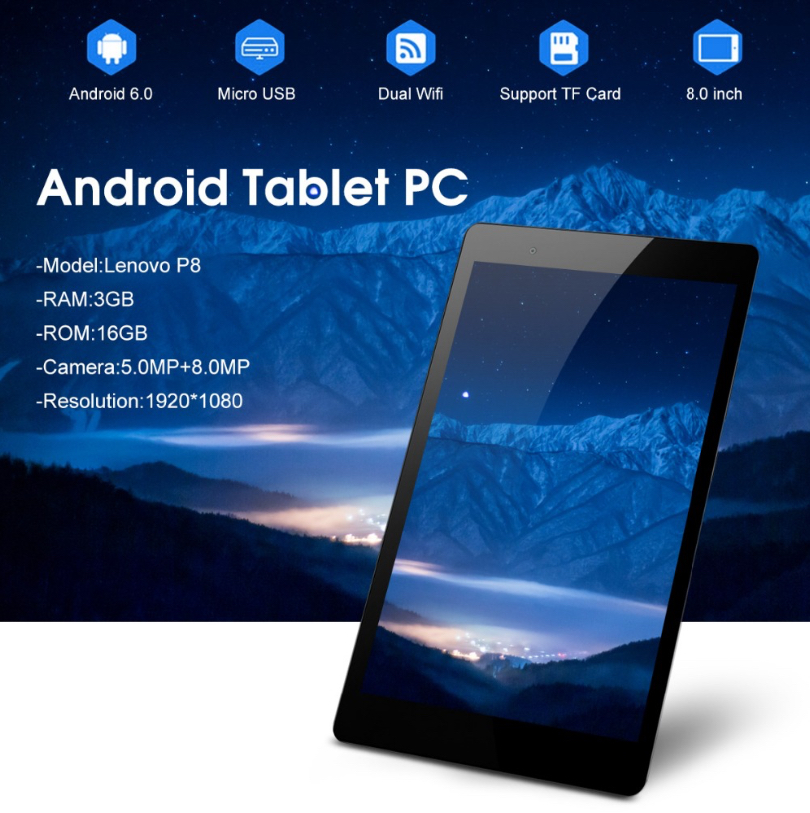 Android 6.0
Micro USB
Dual Wifi
Support TF Card
8.0 inch
Android Tablet PC
-Model:Lenovo P8
-RAM:3GB
-ROM:16GB
-Camera:5.0MP+8.0MP
-Resolution:1920*1080